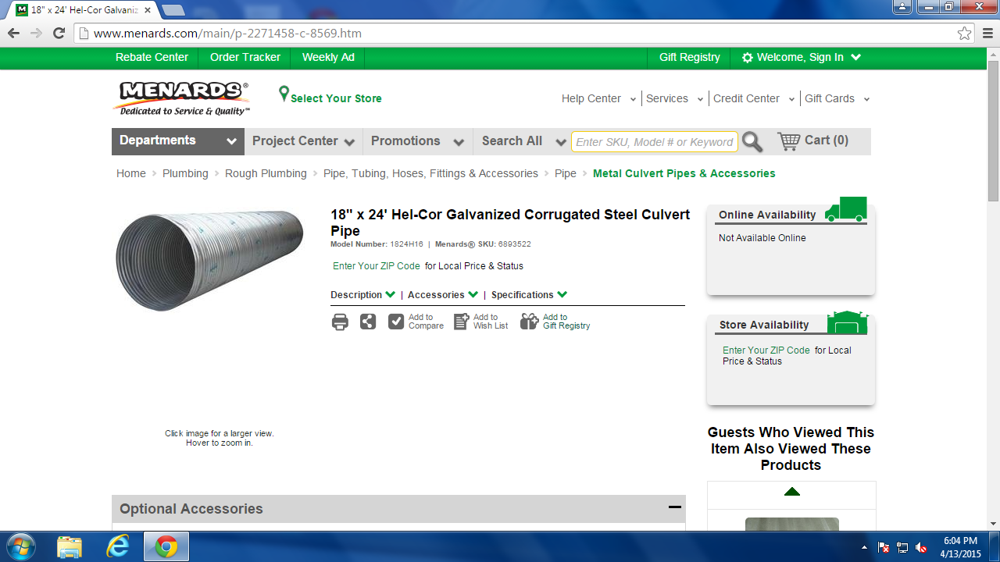 18" x 24' Hel-Cor Galvaniz
www.menards.com/main/p-2271458-c-8569.htm
Rebate Center
Order Tracker
Weekly Ad
Gift Registry
Welcome, Sign In
MENARDS®
Dedicated to Service & Quality™
Select Your Store
Help Center
Services
Credit Center
Gift Cards
Departments
Project Center
Promotions
Search All
Enter SKU, Model # or Keyword
Cart (0)
Home
Plumbing
Rough Plumbing
Pipe, Tubing, Hoses, Fittings & Accessories
Pipe
Metal Culvert Pipes & Accessories
18" x 24' Hel-Cor Galvanized Corrugated Steel Culvert
Pipe
Model Number: 1824H16 | Menards® SKU: 6893522
Enter Your ZIP Code for Local Price & Status
Description | Accessories | Specifications
Add to
Compare
Add to
Wish List
Add to
Gift Registry
Click image for a larger view.
Hover to zoom in.
Online Availability
Not Available Online
Store Availability
Enter Your ZIP Code for Local
Price & Status
Guests Who Viewed This
Item Also Viewed These
Products
Optional Accessories
6:04 PM
4/13/2015